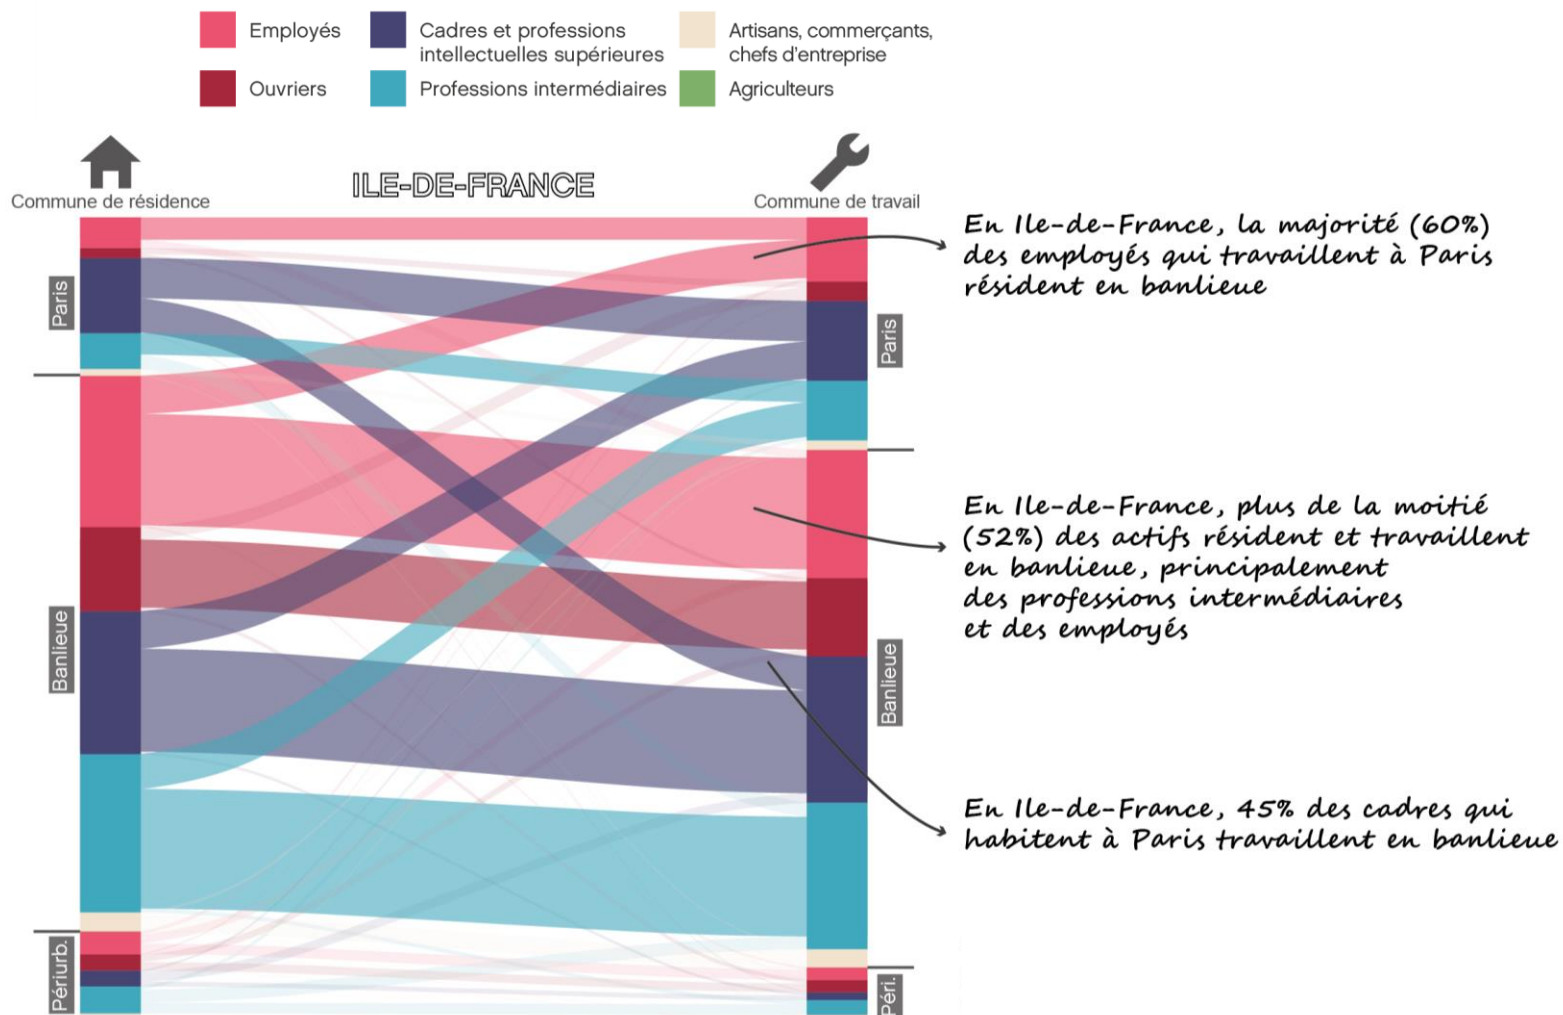 Employés
Cadres et professions
intellectuelles supérieures
Artisans, commerçants,
chefs d'entreprise
Ouvriers
Professions intermédiaires
Agriculteurs
ILE-DE-FRANCE
Commune de résidence
Commune de travail
Paris
Banlieue
Périurb.
Paris
Banlieue
Péri.
En Ile-de-France, la majorité (60%)
des employés qui travaillent à Paris
résident en banlieue
En Ile-de-France, plus de la moitié
(52%) des actifs résident et travaillent
en banlieue, principalement
des professions intermédiaires
et des employés
En Ile-de-France, 45% des cadres qui
habitent à Paris travaillent en banlieue